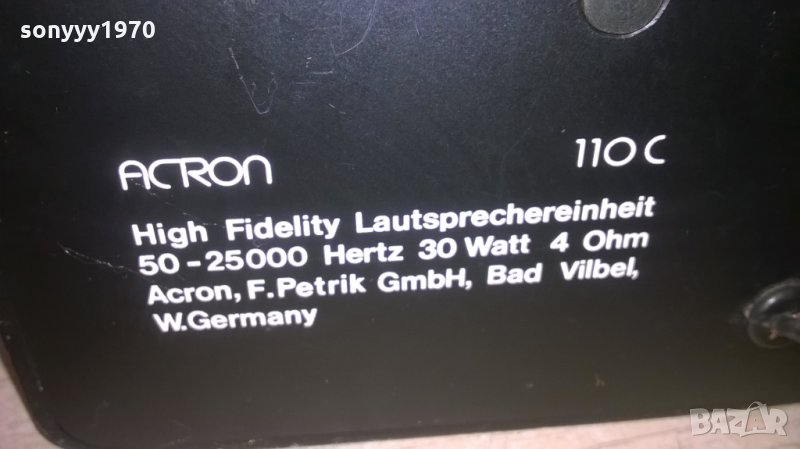 sonyyy1970
ACRON 110 C
High Fidelity Lautsprechereinheit
50-25000 Hertz 30 Watt 4 Ohm
Acron, F. Petrik GmbH, Bad Vilbel,
W.Germany
BAZAR